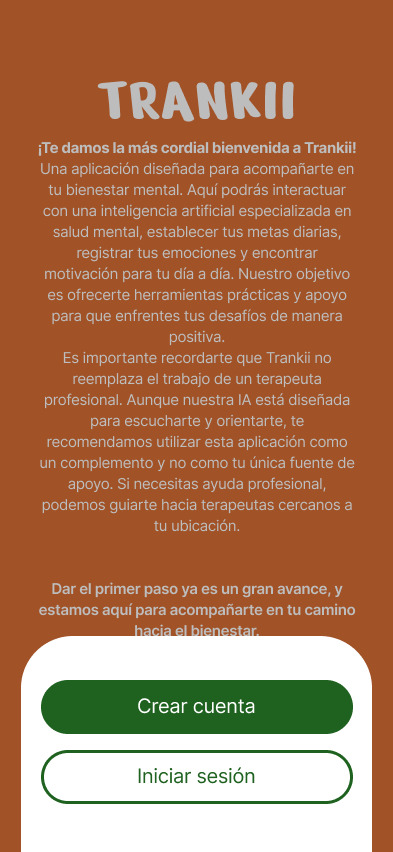 TRANKII
¡Te damos la más cordial bienvenida a Trankii!
Una aplicación diseñada para acompañarte en
tu bienestar mental. Aquí podrás interactuar
con una inteligencia artificial especializada en
salud mental, establecer tus metas diarias,
registrar tus emociones y encontrar
motivación para tu día a día. Nuestro objetivo
es ofrecerte herramientas prácticas y apoyo
para que enfrentes tus desafíos de manera
positiva.
Es importante recordarte que Trankii no
reemplaza el trabajo de un terapeuta
profesional. Aunque nuestra IA está diseñada
para escucharte y orientarte, te
recomendamos utilizar esta aplicación como
un complemento y no como tu única fuente de
apoyo. Si necesitas ayuda profesional,
podemos guiarte hacia terapeutas cercanos a
tu ubicación.
Dar el primer paso ya es un gran avance, y
estamos aquí para acompañarte en tu camino
hacia el bienestar.
Crear cuenta
Iniciar sesión